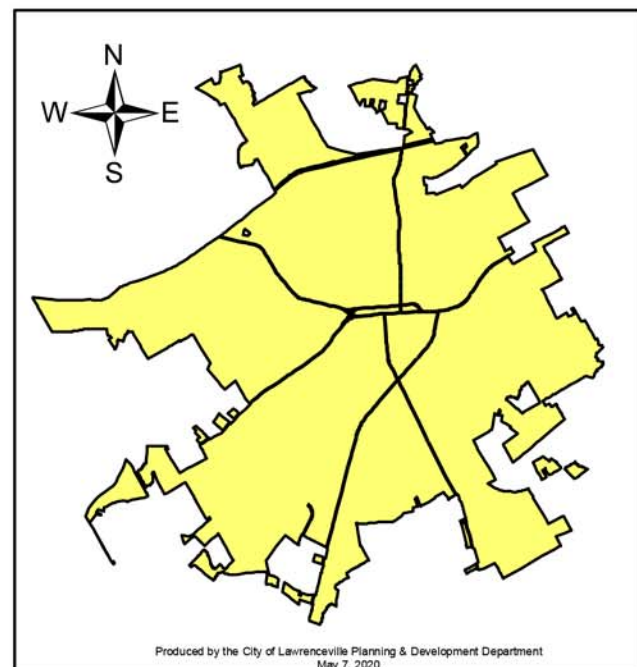 N
W E
S
Produced by the City of Lawrenceville Planning & Development Department
May 7, 2020